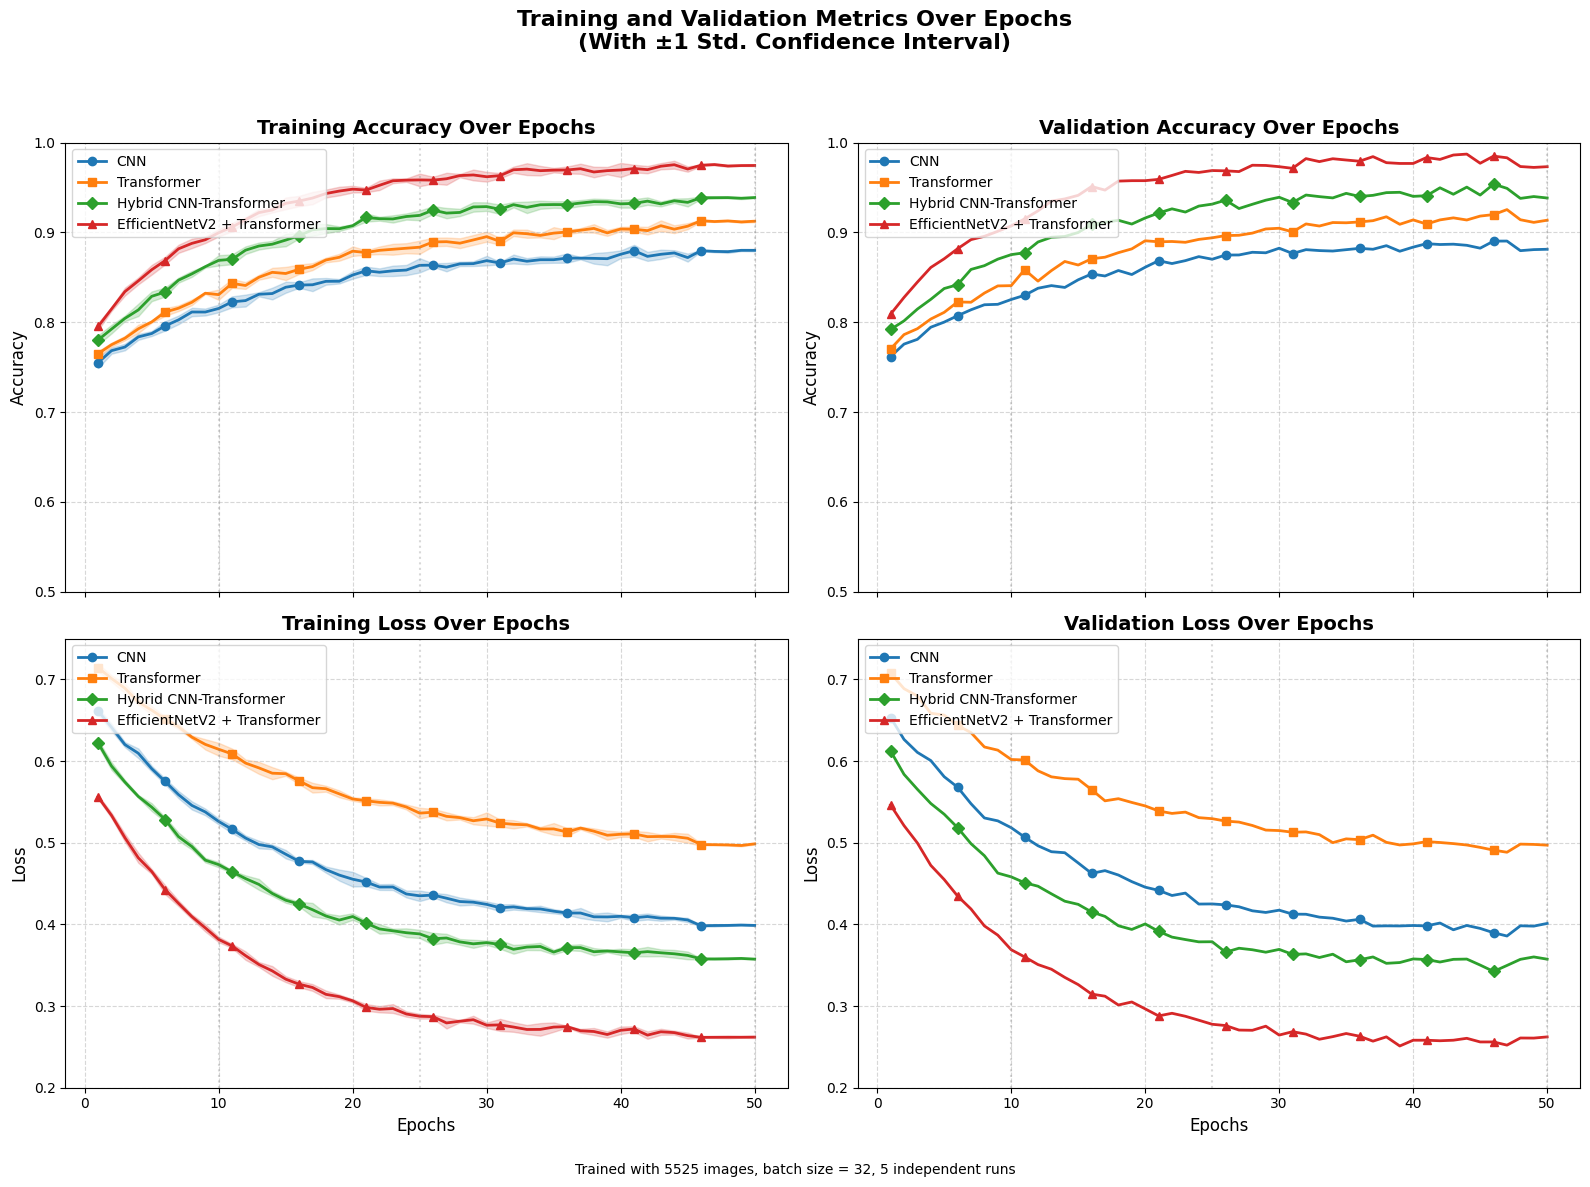 Training and Validation Metrics Over Epochs
(With ±1 Std. Confidence Interval)
Training Accuracy Over Epochs
1.0
0.9
0.8
0.7
0.6
0.5
Accuracy
CNN
Transformer
Hybrid CNN-Transformer
EfficientNetV2 + Transformer
Validation Accuracy Over Epochs
1.0
0.9
0.8
0.7
0.6
0.5
Accuracy
CNN
Transformer
Hybrid CNN-Transformer
EfficientNetV2 + Transformer
Training Loss Over Epochs
0.7
0.6
0.5
0.4
0.3
0.2
Loss
CNN
Transformer
Hybrid CNN-Transformer
EfficientNetV2 + Transformer
0 10 20 30 40 50
Epochs
Validation Loss Over Epochs
0.7
0.6
0.5
0.4
0.3
0.2
Loss
CNN
Transformer
Hybrid CNN-Transformer
EfficientNetV2 + Transformer
0 10 20 30 40 50
Epochs
Trained with 5525 images, batch size = 32, 5 independent runs